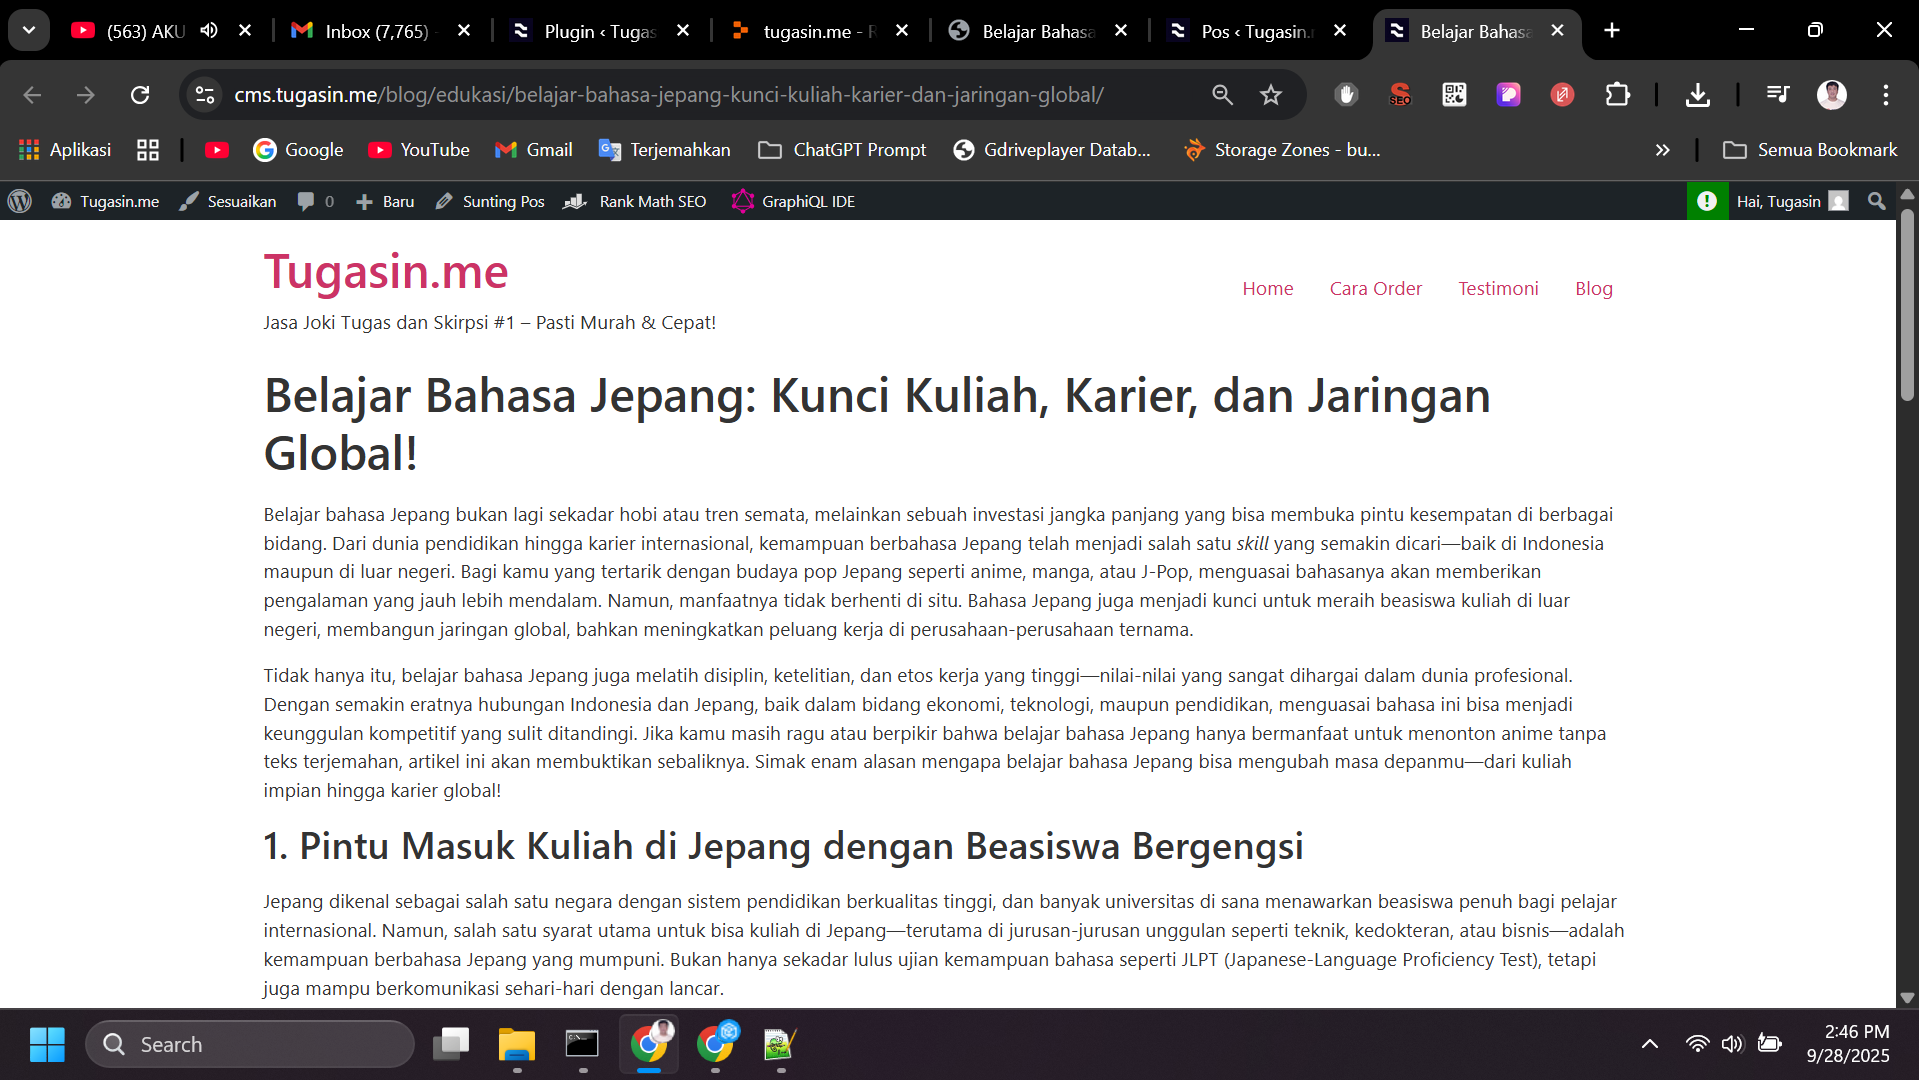 (563) AKU
Inbox (7,765) -
Plugin ‹ Tugas
tugasin.me - R
Belajar Bahasa
Pos ‹ Tugasin.
Belajar Bahasa
cms.tugasin.me/blog/edukasi/belajar-bahasa-jepang-kunci-kuliah-karier-dan-jaringan-global/
SEO
Aplikasi
Google
YouTube
Gmail
Terjemahkan
ChatGPT Prompt
Gdriveplayer Datab...
Storage Zones - bu...
Semua Bookmark
Tugasin.me
Sesuaikan
0
Baru
Sunting Pos
Rank Math SEO
GraphiQL IDE
Hai, Tugasin
Tugasin.me
Jasa Joki Tugas dan Skirpsi #1 – Pasti Murah & Cepat!
Home
Cara Order
Testimoni
Blog
Belajar Bahasa Jepang: Kunci Kuliah, Karier, dan Jaringan
Global!
Belajar bahasa Jepang bukan lagi sekadar hobi atau tren semata, melainkan sebuah investasi jangka panjang yang bisa membuka pintu kesempatan di berbagai
bidang. Dari dunia pendidikan hingga karier internasional, kemampuan berbahasa Jepang telah menjadi salah satu skill yang semakin dicari—baik di Indonesia
maupun di luar negeri. Bagi kamu yang tertarik dengan budaya pop Jepang seperti anime, manga, atau J-Pop, menguasai bahasanya akan memberikan
pengalaman yang jauh lebih mendalam. Namun, manfaatnya tidak berhenti di situ. Bahasa Jepang juga menjadi kunci untuk meraih beasiswa kuliah di luar
negeri, membangun jaringan global, bahkan meningkatkan peluang kerja di perusahaan-perusahaan ternama.
Tidak hanya itu, belajar bahasa Jepang juga melatih disiplin, ketelitian, dan etos kerja yang tinggi—nilai-nilai yang sangat dihargai dalam dunia profesional.
Dengan semakin eratnya hubungan Indonesia dan Jepang, baik dalam bidang ekonomi, teknologi, maupun pendidikan, menguasai bahasa ini bisa menjadi
keunggulan kompetitif yang sulit ditandingi. Jika kamu masih ragu atau berpikir bahwa belajar bahasa Jepang hanya bermanfaat untuk menonton anime tanpa
teks terjemahan, artikel ini akan membuktikan sebaliknya. Simak enam alasan mengapa belajar bahasa Jepang bisa mengubah masa depanmu—dari kuliah
impian hingga karier global!
1. Pintu Masuk Kuliah di Jepang dengan Beasiswa Bergengsi
Jepang dikenal sebagai salah satu negara dengan sistem pendidikan berkualitas tinggi, dan banyak universitas di sana menawarkan beasiswa penuh bagi pelajar
internasional. Namun, salah satu syarat utama untuk bisa kuliah di Jepang—terutama di jurusan-jurusan unggulan seperti teknik, kedokteran, atau bisnis—adalah
kemampuan berbahasa Jepang yang mumpuni. Bukan hanya sekadar lulus ujian kemampuan bahasa seperti JLPT (Japanese-Language Proficiency Test), tetapi
juga mampu berkomunikasi sehari-hari dengan lancar.
Search
2:46 PM
9/28/2025